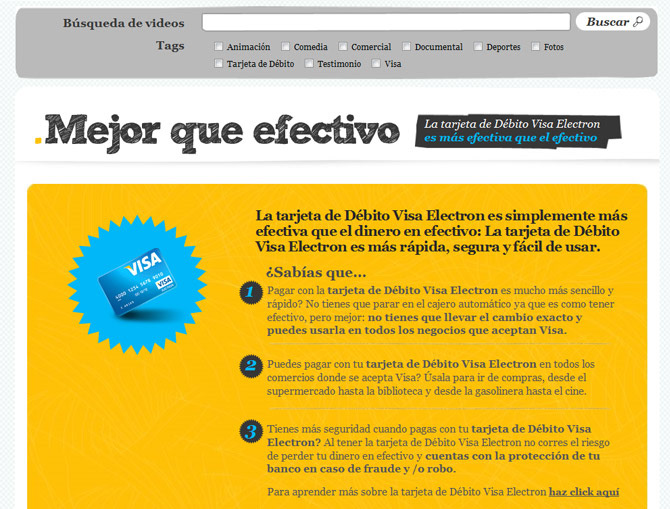 Búsqueda de videos
Buscar
Tags
Animación Comedia Comercial Documental Deportes Fotos
Tarjeta de Débito Testimonio Visa
.Mejor que efectivo
La tarjeta de Débito Visa Electron
es más efectiva que el efectivo
La tarjeta de Débito Visa Electron es simplemente más
efectiva que el dinero en efectivo: La tarjeta de Débito
Visa Electron es más rápida, segura y fácil de usar.
VISA
¿Sabías que...
1
Pagar con la tarjeta de Débito Visa Electron es mucho más sencillo y
rápido? No tienes que parar en el cajero automático ya que es como tener
efectivo, pero mejor: no tienes que llevar el cambio exacto y
puedes usarla en todos los negocios que aceptan Visa.
2
Puedes pagar con tu tarjeta de Débito Visa Electron en todos los
comercios donde se acepta Visa? Úsala para ir de compras, desde el
supermercado hasta la biblioteca y desde la gasolinera hasta el cine.
3
Tienes más seguridad cuando pagas con tu tarjeta de Débito Visa
Electron? Al tener la tarjeta de Débito Visa Electron no corres el riesgo
de perder tu dinero en efectivo y cuentas con la protección de tu
banco en caso de fraude y /o robo.
Para aprender más sobre la tarjeta de Débito Visa Electron haz click aquí